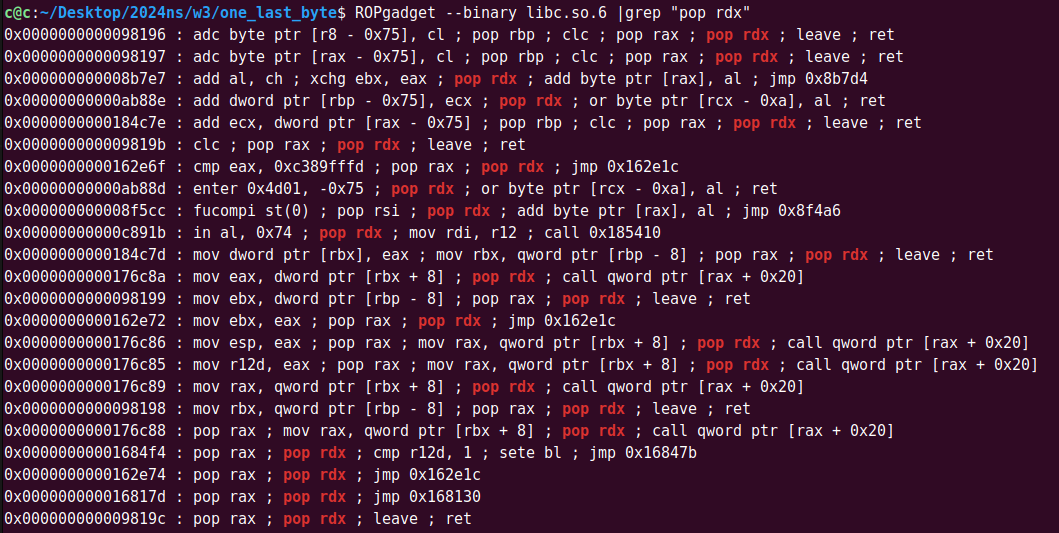 c@c:~/Desktop/2024ns/w3/one_last_byte$ ROPgadget --binary libc.so.6 |grep "pop rdx"
0x0000000000098196 : adc byte ptr [r8 - 0x75], cl ; pop rbp ; clc ; pop rax ; pop rdx ; leave ; ret
0x0000000000098197 : adc byte ptr [rax - 0x75], cl ; pop rbp ; clc ; pop rax ; pop rdx ; leave ; ret
0x000000000008b7e7 : add al, ch ; xchg ebx, eax ; pop rdx ; add byte ptr [rax], al ; jmp 0x8b7d4
0x00000000000ab88e : add dword ptr [rbp - 0x75], ecx ; pop rdx ; or byte ptr [rcx - 0xa], al ; ret
0x0000000000184c7e : add ecx, dword ptr [rax - 0x75] ; pop rbp ; clc ; pop rax ; pop rdx ; leave ; ret
0x000000000009819b : clc ; pop rax ; pop rdx ; leave ; ret
0x0000000000162e6f : cmp eax, 0xc389fffd ; pop rax ; pop rdx ; jmp 0x162e1c
0x00000000000ab88d : enter 0x4d01, -0x75 ; pop rdx ; or byte ptr [rcx - 0xa], al ; ret
0x000000000008f5cc : fucompi st(0) ; pop rsi ; pop rdx ; add byte ptr [rax], al ; jmp 0x8f4a6
0x00000000000c891b : in al, 0x74 ; pop rdx ; mov rdi, r12 ; call 0x185410
0x0000000000184c7d : mov dword ptr [rbx], eax ; mov rbx, qword ptr [rbp - 8] ; pop rax ; pop rdx ; leave ; ret
0x0000000000176c8a : mov eax, dword ptr [rbx + 8] ; pop rdx ; call qword ptr [rax + 0x20]
0x0000000000098199 : mov ebx, dword ptr [rbp - 8] ; pop rax ; pop rdx ; leave ; ret
0x0000000000162e72 : mov ebx, eax ; pop rax ; pop rdx ; jmp 0x162e1c
0x0000000000176c86 : mov esp, eax ; pop rax ; mov rax, qword ptr [rbx + 8] ; pop rdx ; call qword ptr [rax + 0x20]
0x0000000000176c85 : mov r12d, eax ; pop rax ; mov rax, qword ptr [rbx + 8] ; pop rdx ; call qword ptr [rax + 0x20]
0x0000000000176c89 : mov rax, qword ptr [rbx + 8] ; pop rdx ; call qword ptr [rax + 0x20]
0x0000000000098198 : mov rbx, qword ptr [rbp - 8] ; pop rax ; pop rdx ; leave ; ret
0x0000000000176c88 : pop rax ; mov rax, qword ptr [rbx + 8] ; pop rdx ; call qword ptr [rax + 0x20]
0x00000000001684f4 : pop rax ; pop rdx ; cmp r12d, 1 ; sete bl ; jmp 0x16847b
0x0000000000162e74 : pop rax ; pop rdx ; jmp 0x162e1c
0x000000000016817d : pop rax ; pop rdx ; jmp 0x168130
0x000000000009819c : pop rax ; pop rdx ; leave ; ret